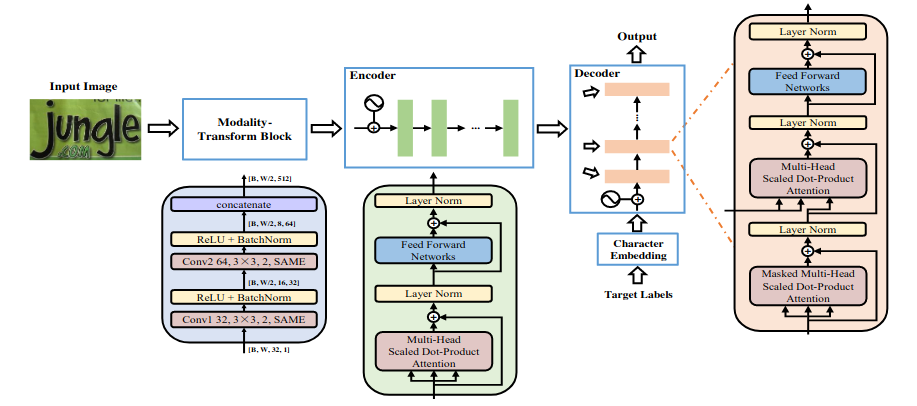 Input Image
jungle
.COM
Modality-
Transform Block
Encoder
...
Output
Decoder
...
Character
Embedding
Target Labels
[B, W/2, 512]
concatenate
[B, W/2, 8, 64]
ReLU + BatchNorm
Conv2 64, 3×3, 2, SAME
[B, W/2, 16, 32]
ReLU + BatchNorm
Conv1 32, 3×3, 2, SAME
[B, W, 32, 1]
Layer Norm
Feed Forward
Networks
Layer Norm
Multi-Head
Scaled Dot-Product
Attention
Layer Norm
Feed Forward
Networks
Layer Norm
Multi-Head
Scaled Dot-Product
Attention
Layer Norm
Masked Multi-Head
Scaled Dot-Product
Attention